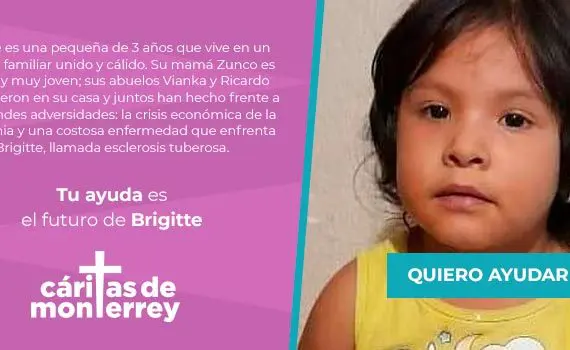 es una pequeña de 3 años que vive en un
familiar unido y cálido. Su mamá Zunco es
muy joven; sus abuelos Vianka y Ricardo
eron en su casa y juntos han hecho frente a
ndes adversidades: la crisis económica de la
ia y una costosa enfermedad que enfrenta
Brigitte, llamada esclerosis tuberosa.
Tu ayuda es
el futuro de Brigitte
cáritas de
monterrey
QUIERO AYUDAR